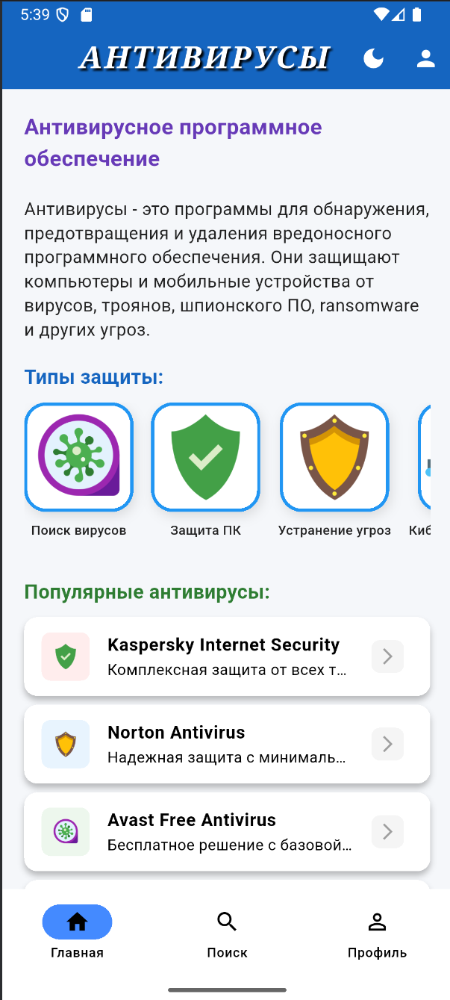 5:39
АНТИВИРУСЫ
Антивирусное программное
обеспечение
Антивирусы - это программы для обнаружения,
предотвращения и удаления вредоносного
программного обеспечения. Они защищают
компьютеры и мобильные устройства от
вирусов, троянов, шпионского ПО, ransomware
и других угроз.
Типы защиты:
Поиск вирусов
Защита ПК
Устранение угроз
Киб
Популярные антивирусы:
Kaspersky Internet Security
Комплексная защита от всех т...
Norton Antivirus
Надежная защита с минималь...
Avast Free Antivirus
Бесплатное решение с базовой...
Главная
Поиск
Профиль